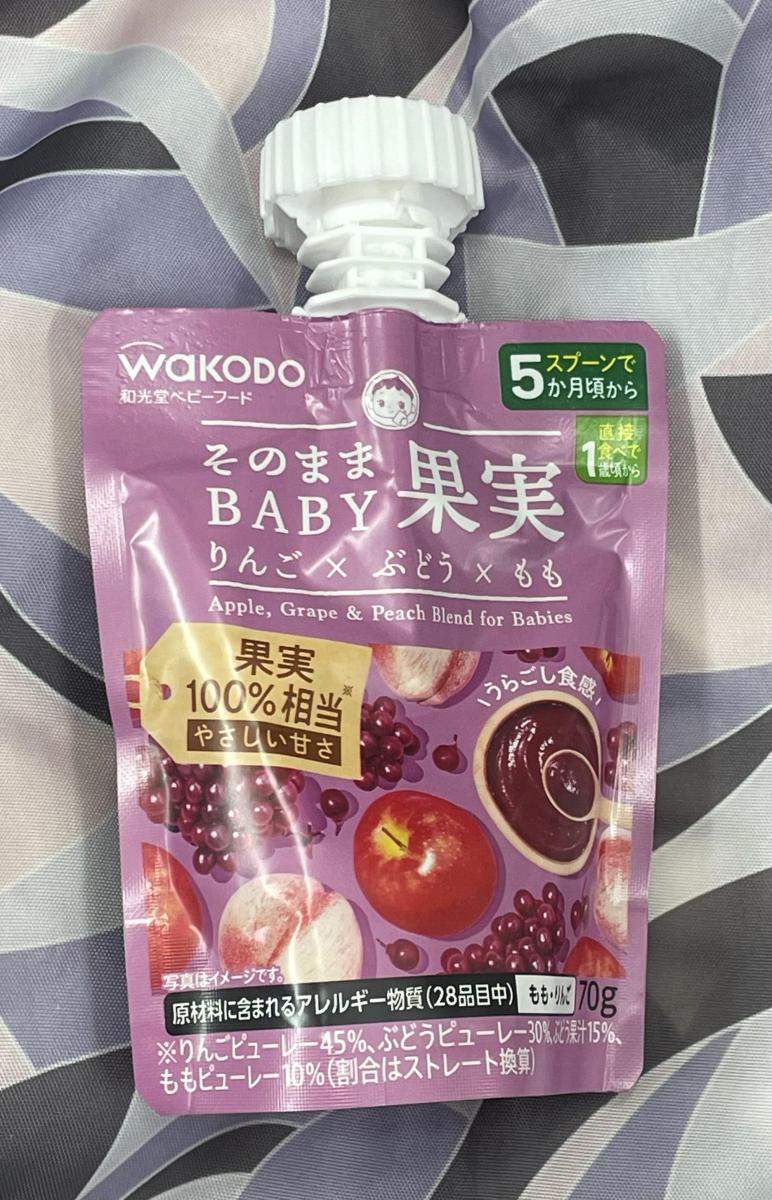 WAKODO
和光堂ベビーフード
5スプーンで
か月頃から
直接
1食べて
歳頃から
そのまま
BABY
果実
りんご×ぶどう×もも
Apple, Grape & Peach Blend for Babies
果実
100%相当※
やさしい甘さ
うらごし食感
写真はイメージです。
原材料に含まれるアレルギー物質(28品目中) もも・りんご 70g
※りんごピューレー45%、ぶどうピューレー30%、ぶどう果汁15%、
ももピューレー10%(割合はストレート換算)